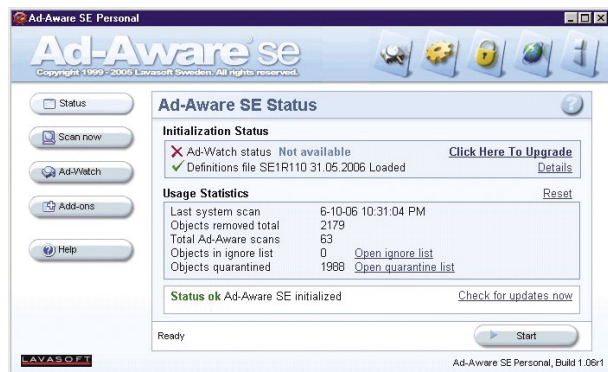 Ad-Aware SE Personal
Ad-Aware SE
Copyright 1999 - 2005 Lavasoft Sweden. All rights reserved.
Status
Scan now
Ad-Watch
Add-ons
Help
Ad-Aware SE Status
?
Initialization Status
Ad-Watch status Not available Click Here To Upgrade
Definitions file SE1R110 31.05.2006 Loaded Details
Usage Statistics Reset
Last system scan 6-10-06 10:31:04 PM
Objects removed total 2179
Total Ad-Aware scans 63
Objects in ignore list 0 Open ignore list
Objects quarantined 1988 Open quarantine list
Status ok Ad-Aware SE initialized Check for updates now
Ready Start
LAVASOFT
Ad-Aware SE Personal, Build 1.06r1